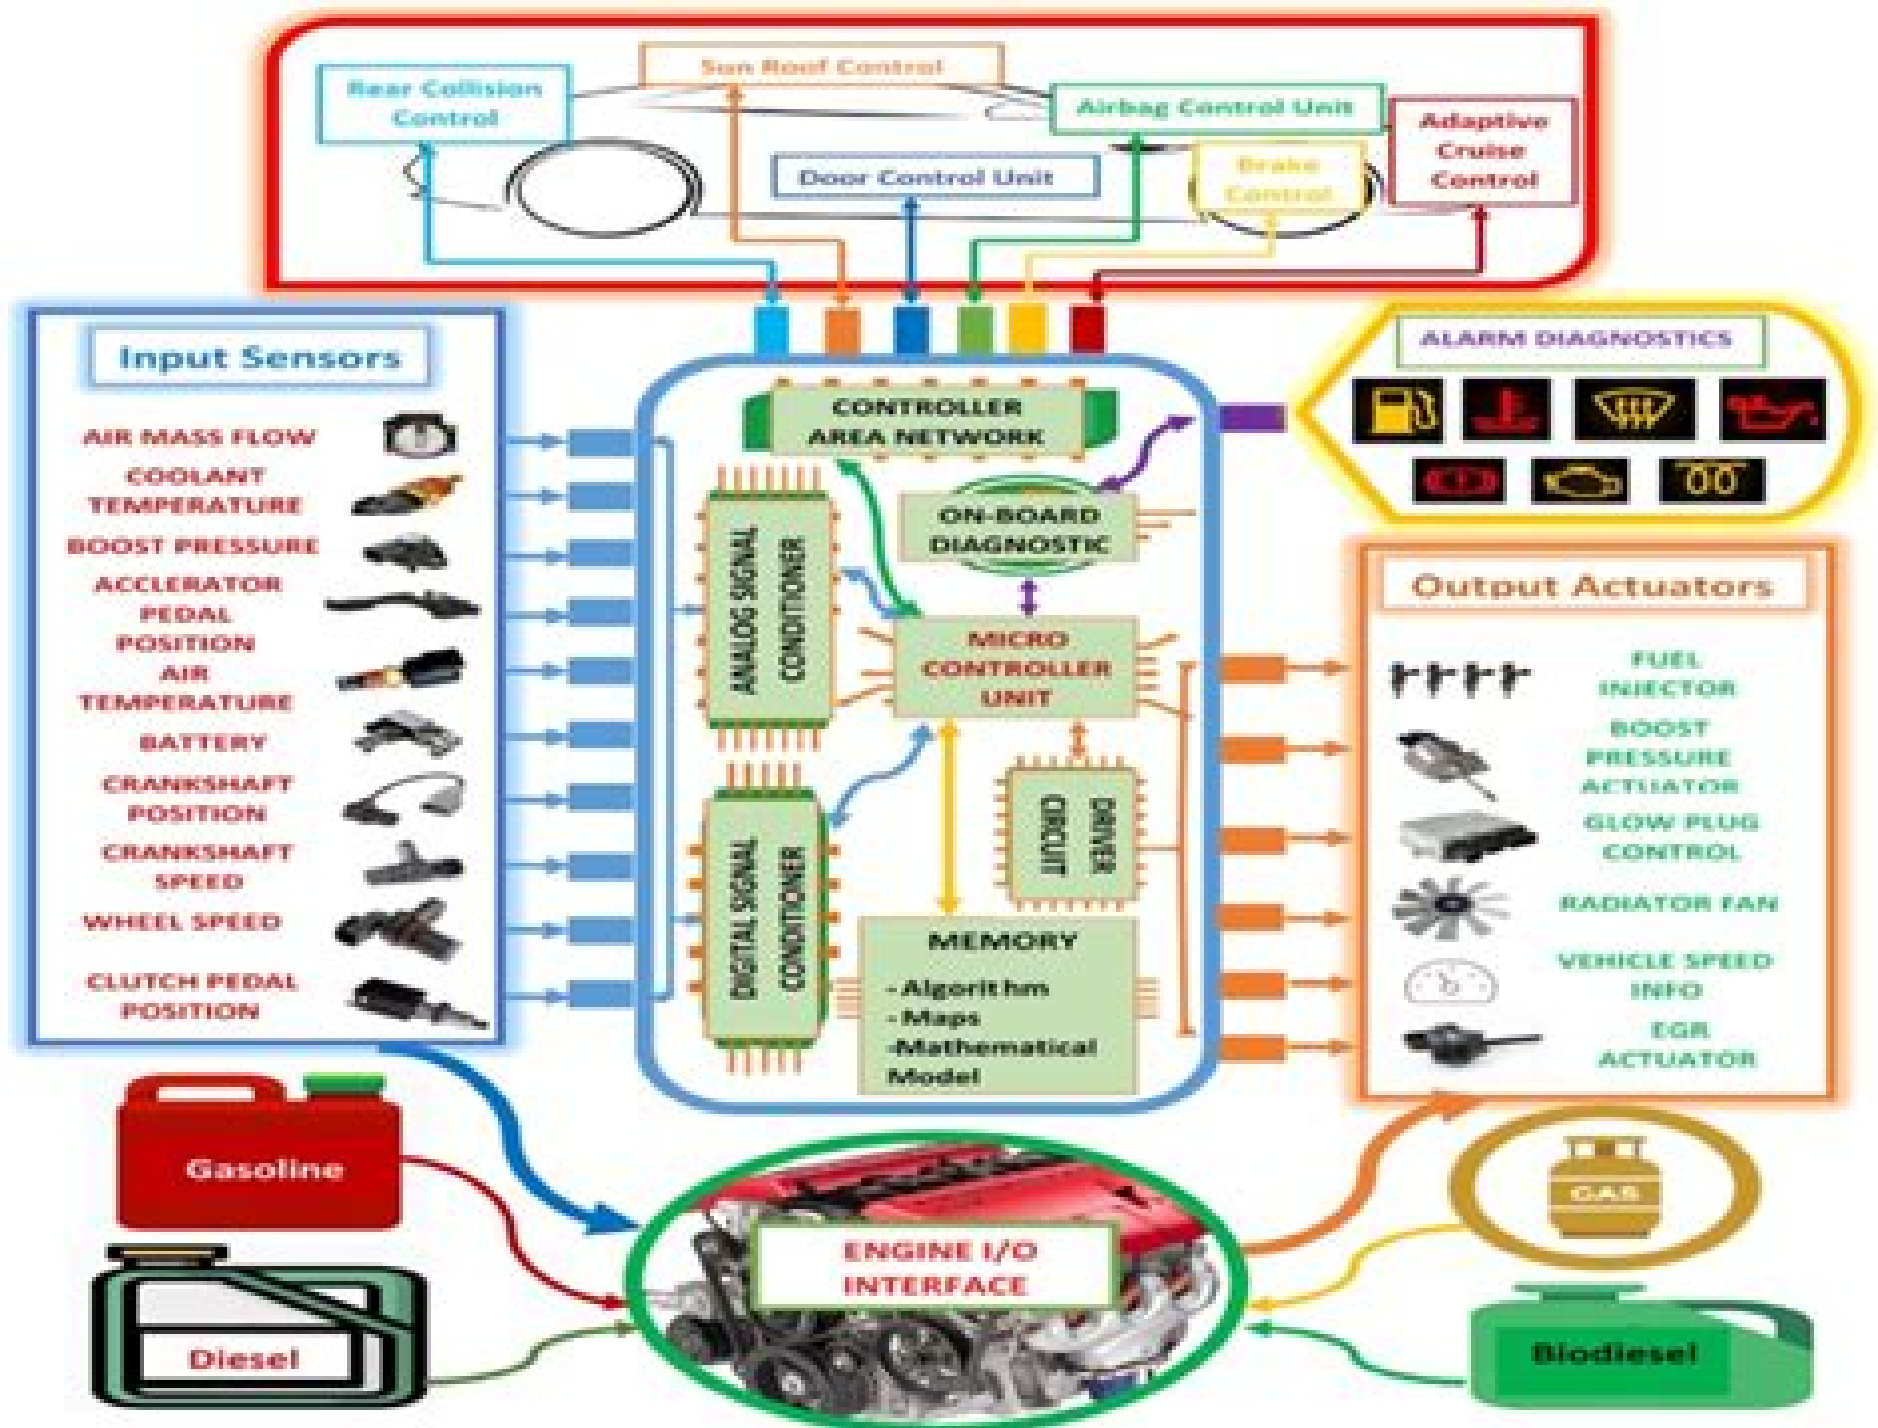 Sun Roof Control
Rear Collision
Control
Airbag Control Unit
Adaptive
Cruise
Control
Brake
Control
Door Control Unit
Input Sensors
AIR MASS FLOW
COOLANT
TEMPERATURE
BOOST PRESSURE
ACCLERATOR
PEDAL
POSITION
AIR
TEMPERATURE
BATTERY
CRANKSHAFT
POSITION
CRANKSHAFT
SPEED
WHEEL SPEED
CLUTCH PEDAL
POSITION
CONTROLLER
AREA NETWORK
ANALOG SIGNAL
CONDITIONER
ON-BOARD
DIAGNOSTIC
MICRO
CONTROLLER
UNIT
DRIVER
CIRCUIT
DIGITAL SIGNAL
CONDITIONER
MEMORY
- Algorithm
- Maps
-Mathematical
Model
ALARM DIAGNOSTICS
Output Actuators
FUEL
INJECTOR
BOOST
PRESSURE
ACTUATOR
GLOW PLUG
CONTROL
RADIATOR FAN
VEHICLE SPEED
INFO
EGR
ACTUATOR
Gasoline
Diesel
ENGINE I/O
INTERFACE
GAS
Biodiesel